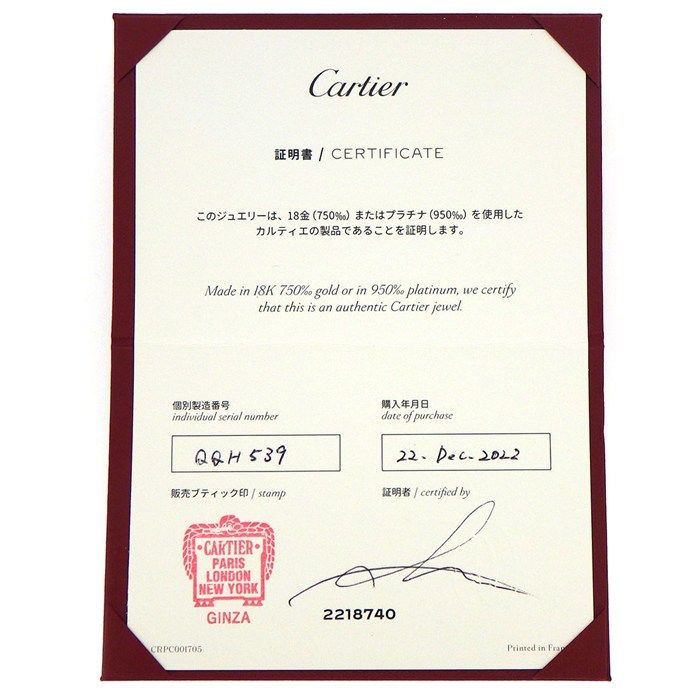 Cartier
証明書 / CERTIFICATE
このジュエリーは、18金(750‰) またはプラチナ(950‰) を使用した
カルティエの製品であることを証明します。
Made in 18K 750‰ gold or in 950‰ platinum, we certify
that this is an authentic Cartier jewel.
個別製造番号
individual serial number
QQH539
購入年月日
date of purchase
22. Dec. 2022
販売ブティック印 / stamp
CARTIER
PARIS
LONDON
NEW YORK
GINZA
証明者 / certified by
2218740
CRPC001705
Printed in